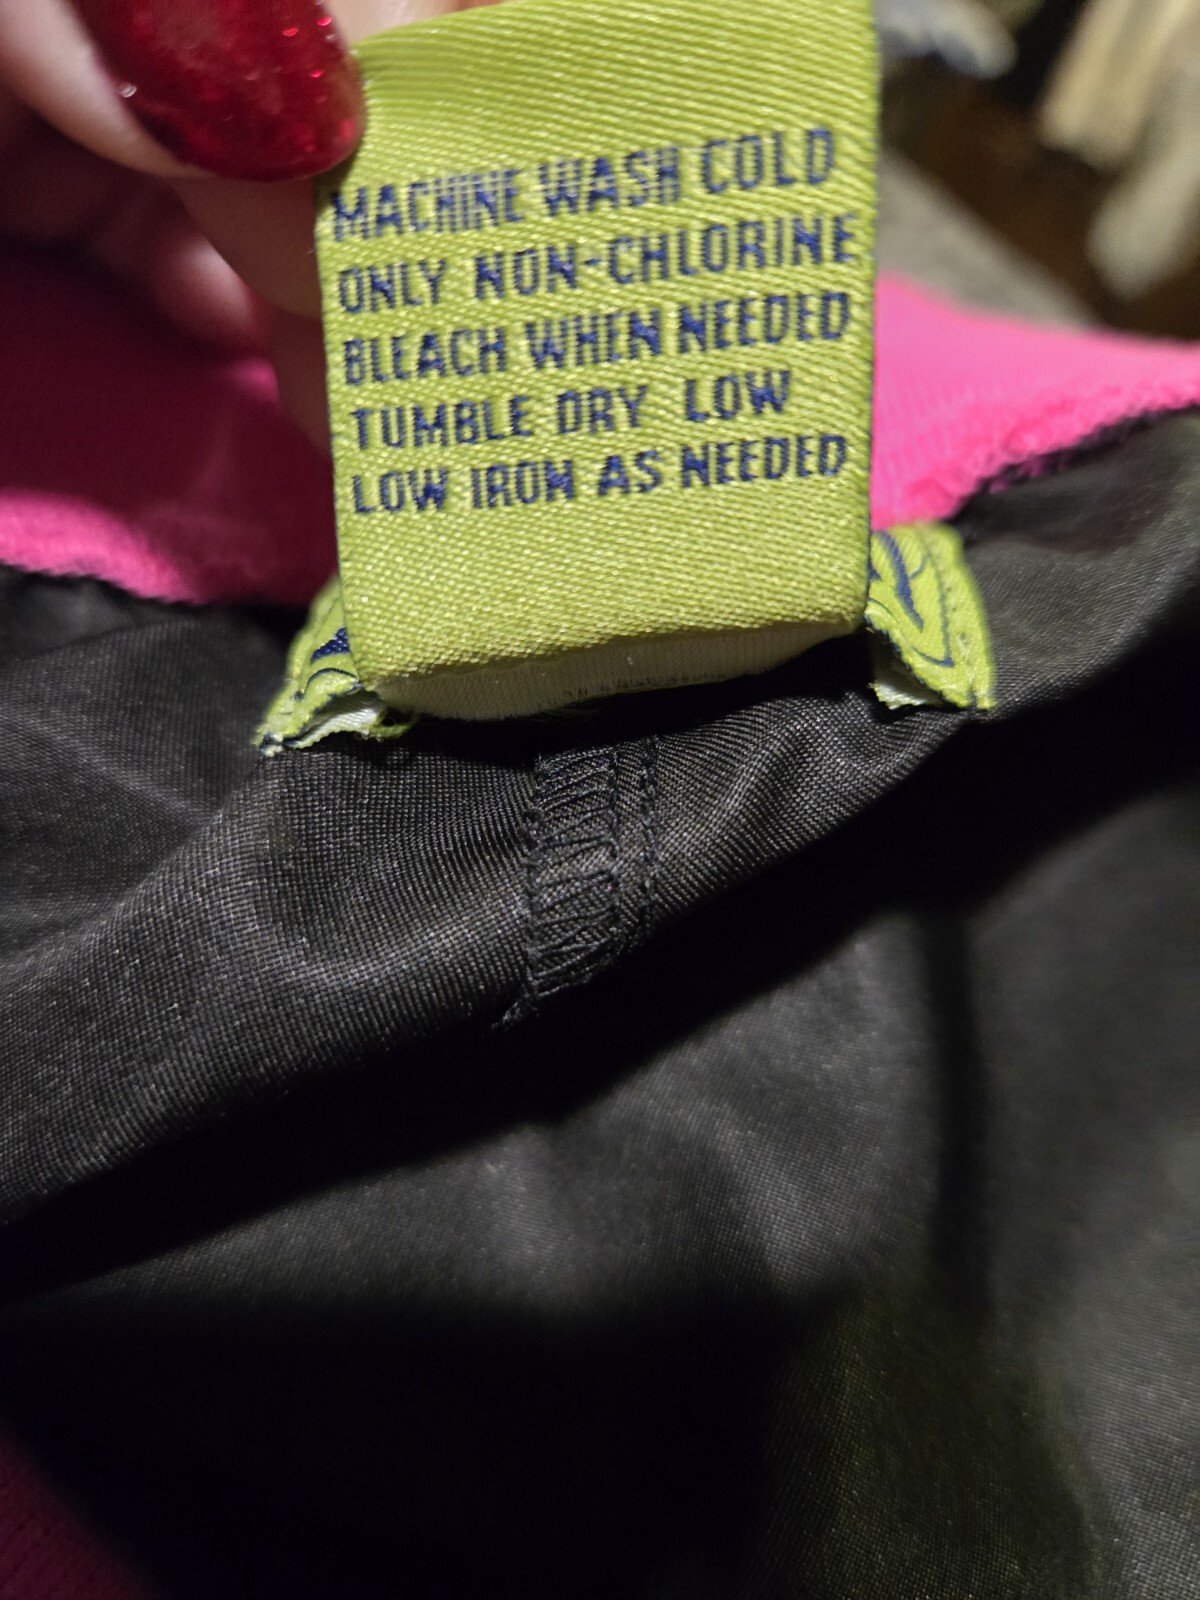 MACHINE WASH COLD
ONLY NON-CHLORINE
BLEACH WHEN NEEDED
TUMBLE DRY LOW
LOW IRON AS NEEDED